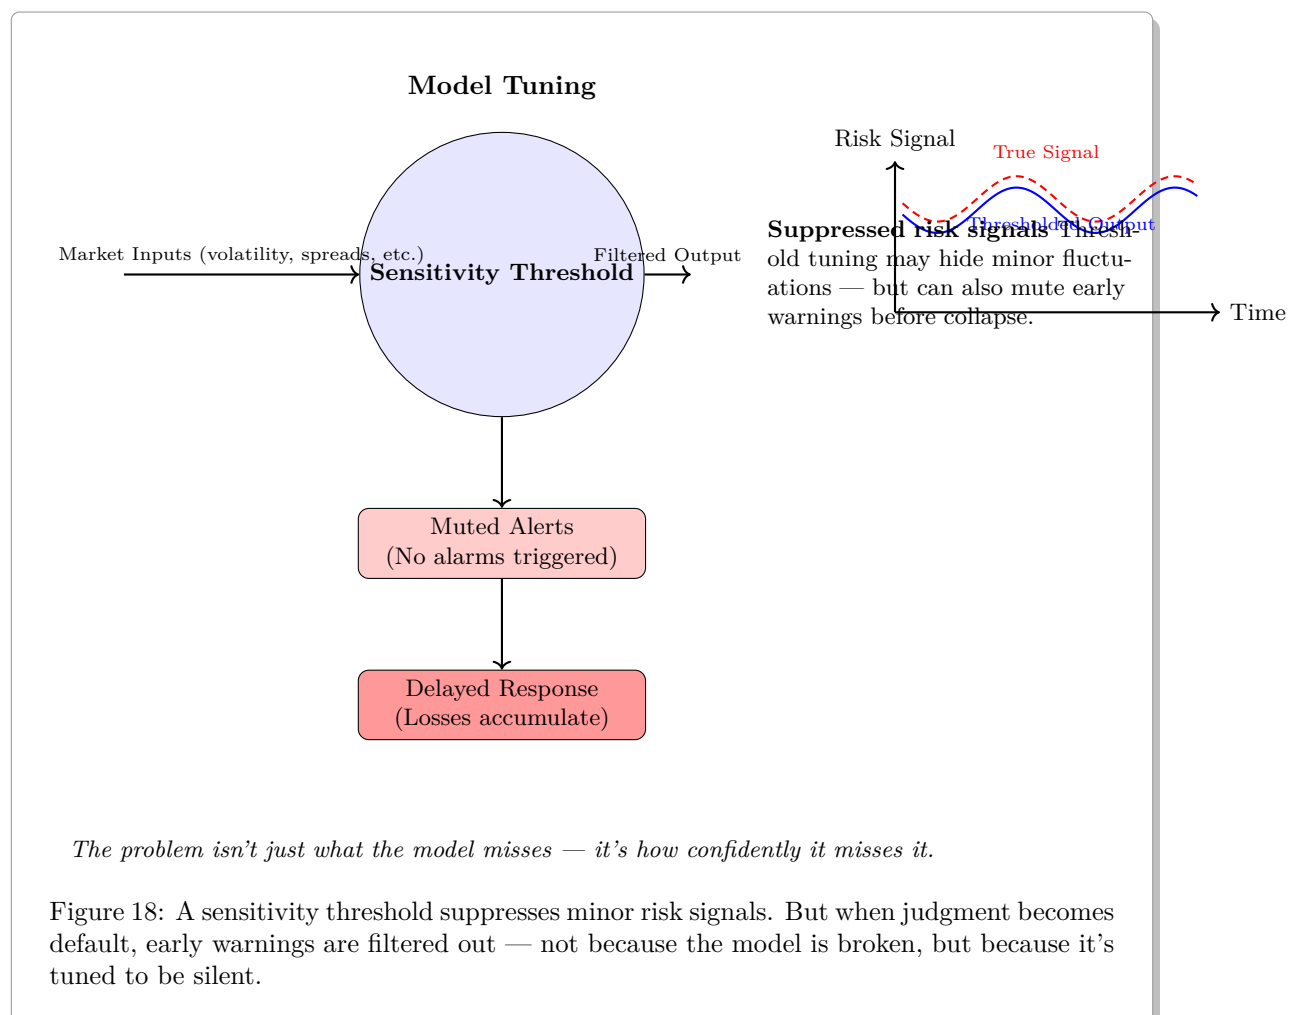 Model Tuning
Risk Signal
True Signal
Thresholded Output
Market Inputs (volatility, spreads, etc.)
Sensitivity Threshold
Filtered Output
Suppressed risk signals Thresh-
old tuning may hide minor fluctu-
ations — but can also mute early
warnings before collapse.
Time
Muted Alerts
(No alarms triggered)
Delayed Response
(Losses accumulate)
The problem isn't just what the model misses — it's how confidently it misses it.
Figure 18: A sensitivity threshold suppresses minor risk signals. But when judgment becomes
default, early warnings are filtered out — not because the model is broken, but because it's
tuned to be silent.